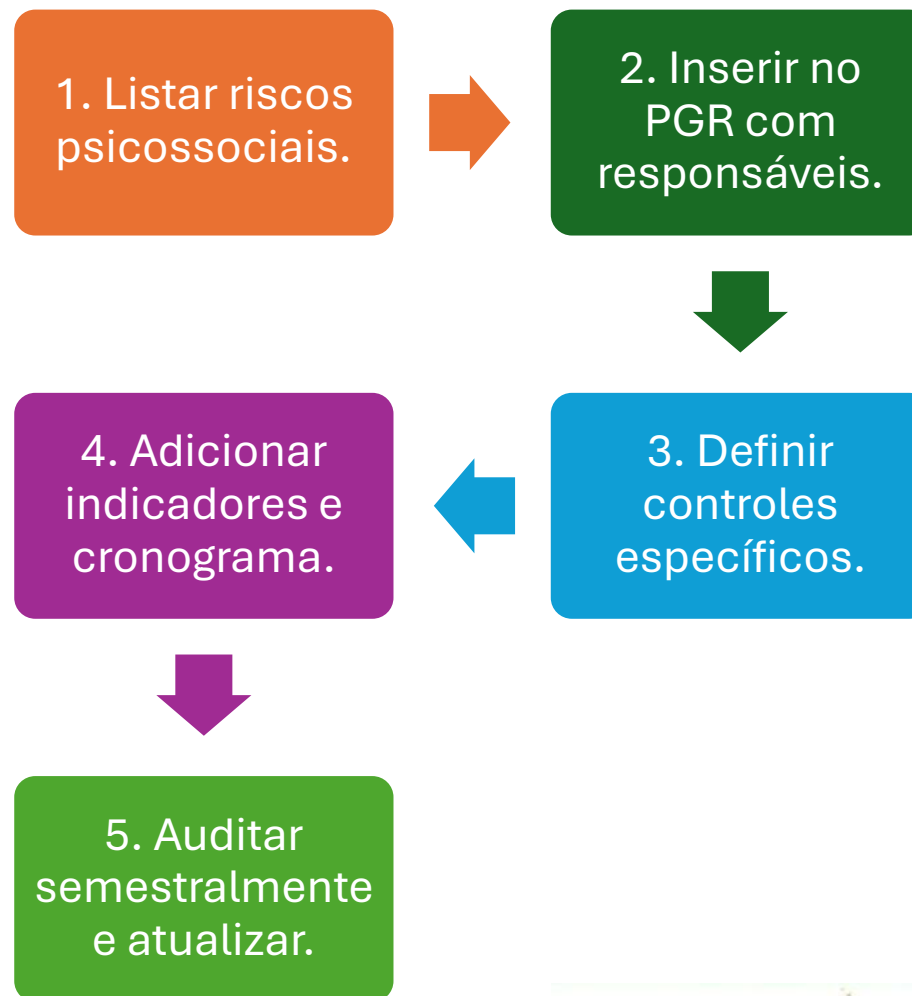 1. Listar riscos
psicossociais.
2. Inserir no
PGR com
responsáveis.
3. Definir
controles
específicos.
4. Adicionar
indicadores e
cronograma.
5. Auditar
semestralmente
e atualizar.